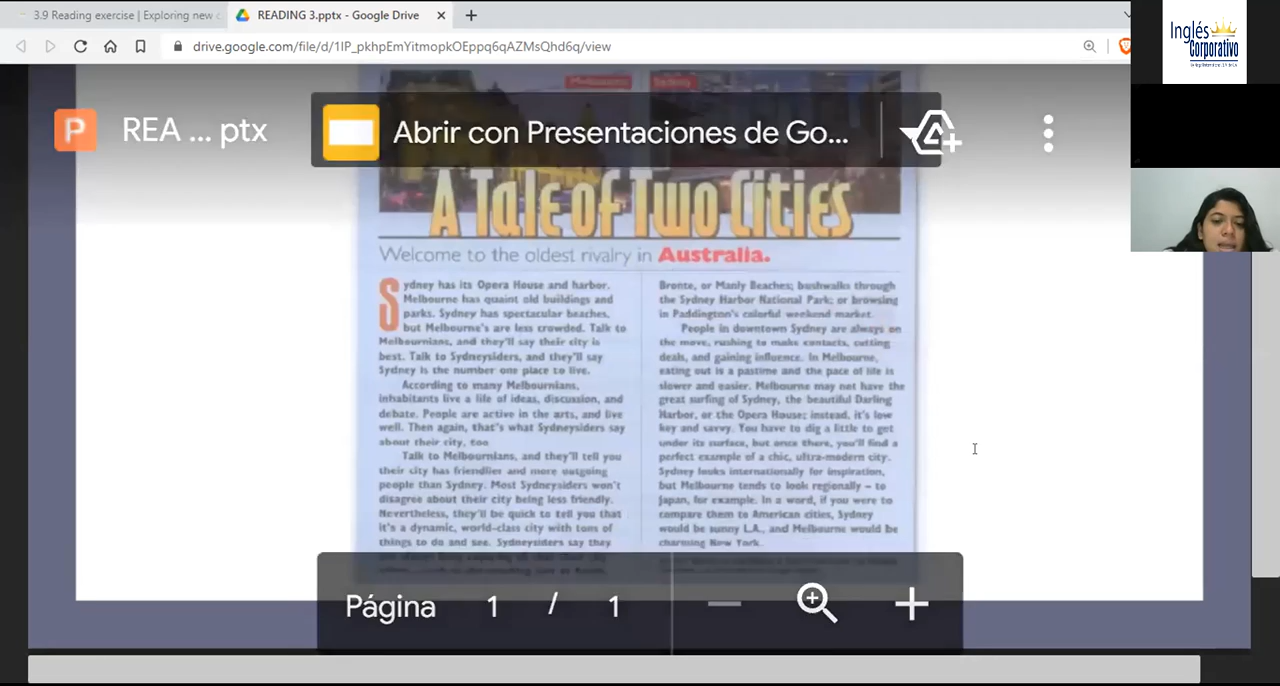 3.9 Reading exercise | Exploring new c
READING 3.pptx - Google Drive
drive.google.com/file/d/1IP_pkhpEmYitmopkOEppq6qAZMsQhd6q/view
Inglés
Corporativo
P REA ... ptx
Abrir con Presentaciones de Go...
Melbourne
Sydney
A Tale of Two Cities
Welcome to the oldest rivalry in Australia.
Sydney has its Opera House and harbor.
Melbourne has quaint old buildings and
parks. Sydney has spectacular beaches,
but Melbourne's are less crowded. Talk to
Melbournians, and they'll say their city is
best. Talk to Sydneysiders, and they'll say
Sydney is the number one place to live.
According to many Melbournians,
inhabitants live a life of ideas, discussion, and
debate. People are active in the arts, and live
well. Then again, that's what Sydneysiders say
about their city, too
Talk to Melbournians, and they'll tell you
their city has friendlier and more outgoing
people than Sydney. Most Sydneysiders won't
disagree about their city being less friendly.
Nevertheless, they'll be quick to tell you that
it's a dynamic, world-class city with tons of
things to do and see. Sydneysiders say they
Bronte, or Manly Beaches; bushwalks through
the Sydney Harbor National Park; or browsing
in Paddington's colorful weekend market.
People in downtown Sydney are always on
the move, rushing to make contacts, cutting
deals, and gaining influence. In Melbourne,
eating out is a pastime and the pace of life is
slower and easier. Melbourne may not have the
great surfing of Sydney, the beautiful Darling
Harbor, or the Opera House; instead, it's low
key and savvy. You have to dig a little to get
under its surface, but once there, you'll find a
perfect example of a chic, ultra-modern city.
Sydney looks internationally for inspiration,
but Melbourne tends to look regionally – to
Japan, for example. In a word, if you were to
compare them to American cities, Sydney
would be sunny L.A., and Melbourne would be
charming New York.
Página 1 / 1